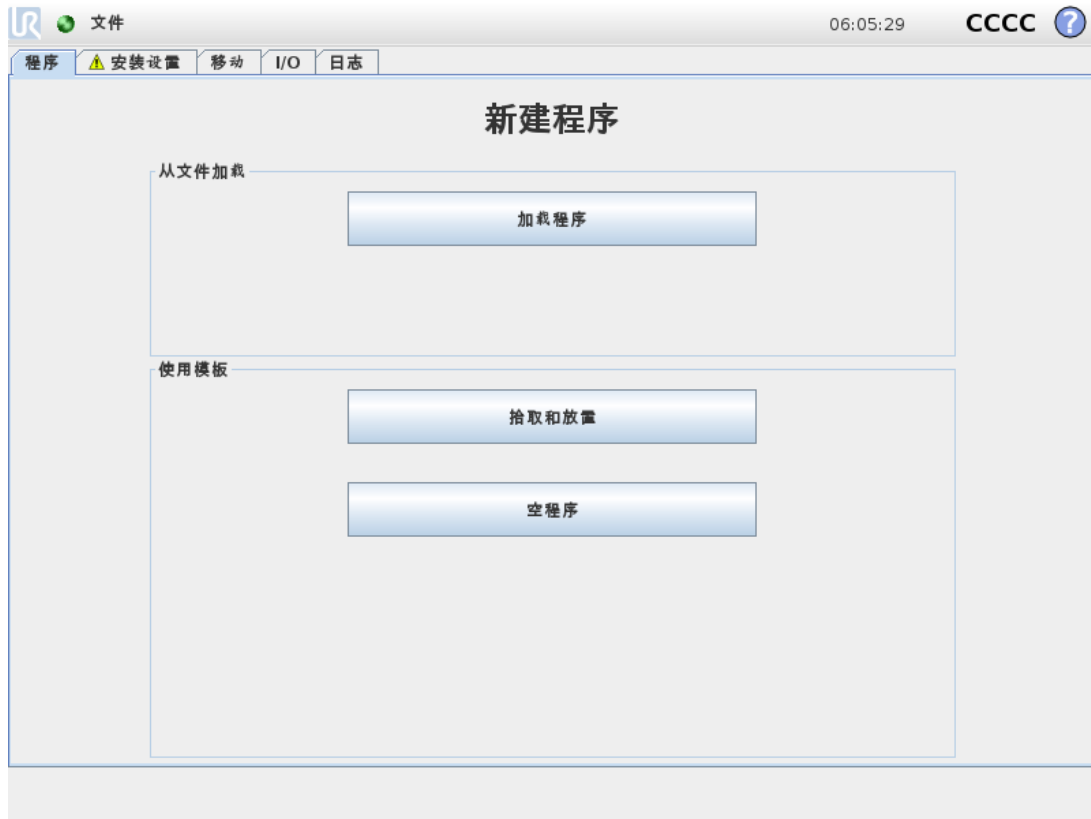 UR 文件 06:05:29 CCCC ?
程序 安装设置 移动 I/O 日志
新建程序
从文件加载
加载程序
使用模板
拾取和放置
空程序